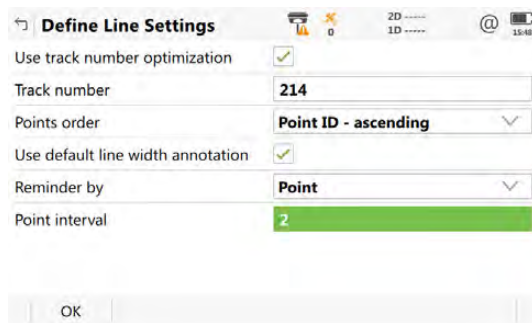 Define Line Settings
0
2D -----
1D -----
@
15:48
Use track number optimization
Track number
214
Points order
Point ID - ascending
Use default line width annotation
Reminder by
Point
Point interval
2
OK